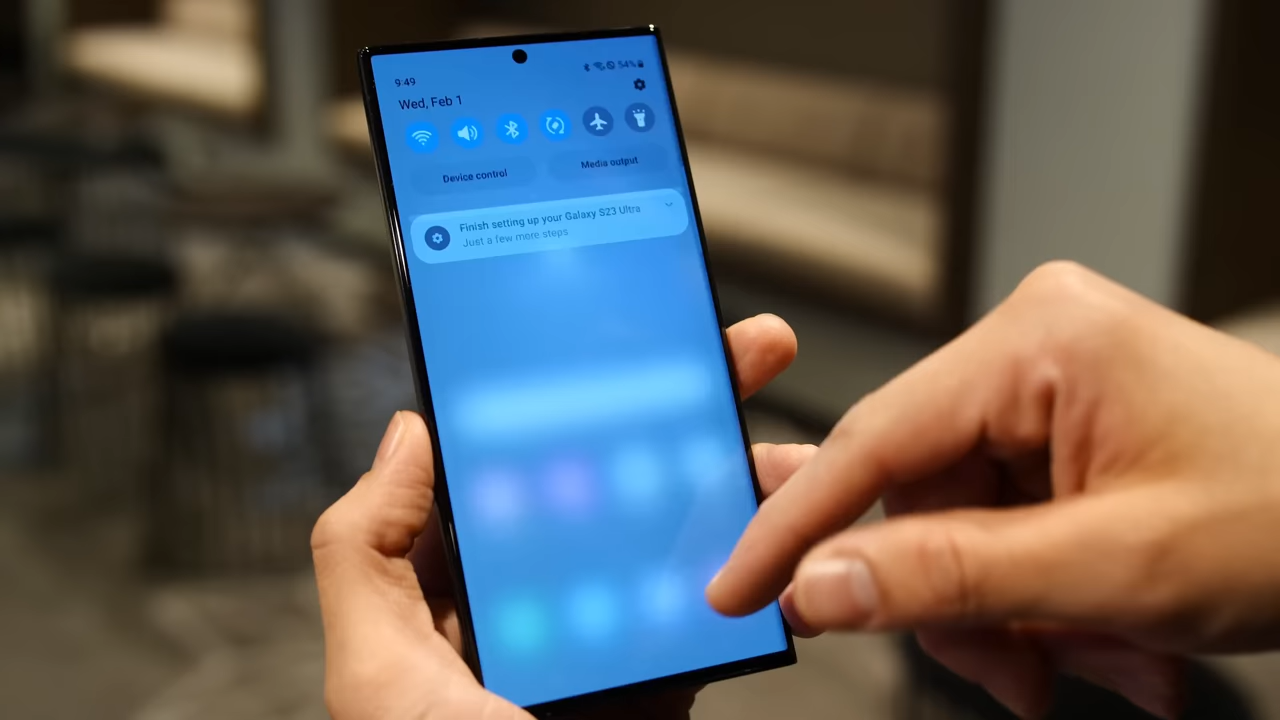 9:49
54%
Wed, Feb 1
Device control
Media output
Finish setting up your Galaxy S23 Ultra
Just a few more steps